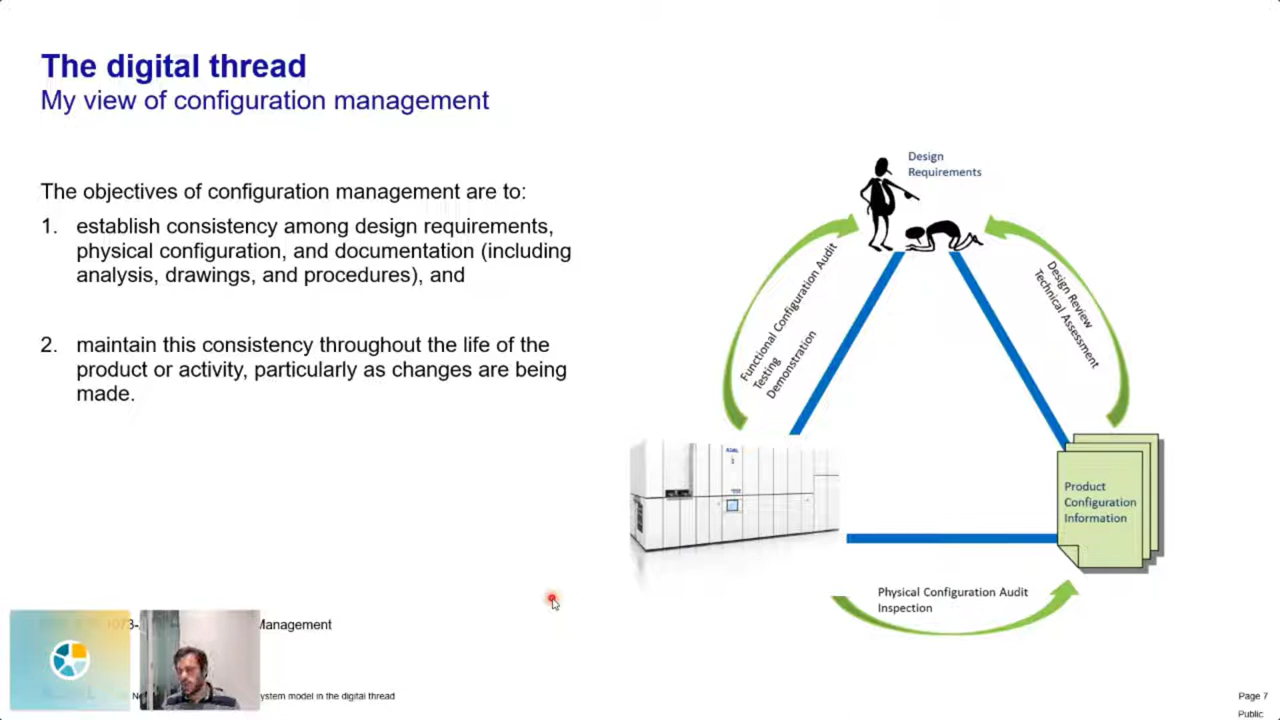 The digital thread
My view of configuration management
The objectives of configuration management are to:
1. establish consistency among design requirements,
physical configuration, and documentation (including
analysis, drawings, and procedures), and
2. maintain this consistency throughout the life of the
product or activity, particularly as changes are being
made.
Design
Requirements
Functional Configuration Audit
Testing
Demonstration
Design Review
Technical Assessment
ASML
Product
Configuration
Information
Physical Configuration Audit
Inspection
Management
system model in the digital thread
Page 7
Public